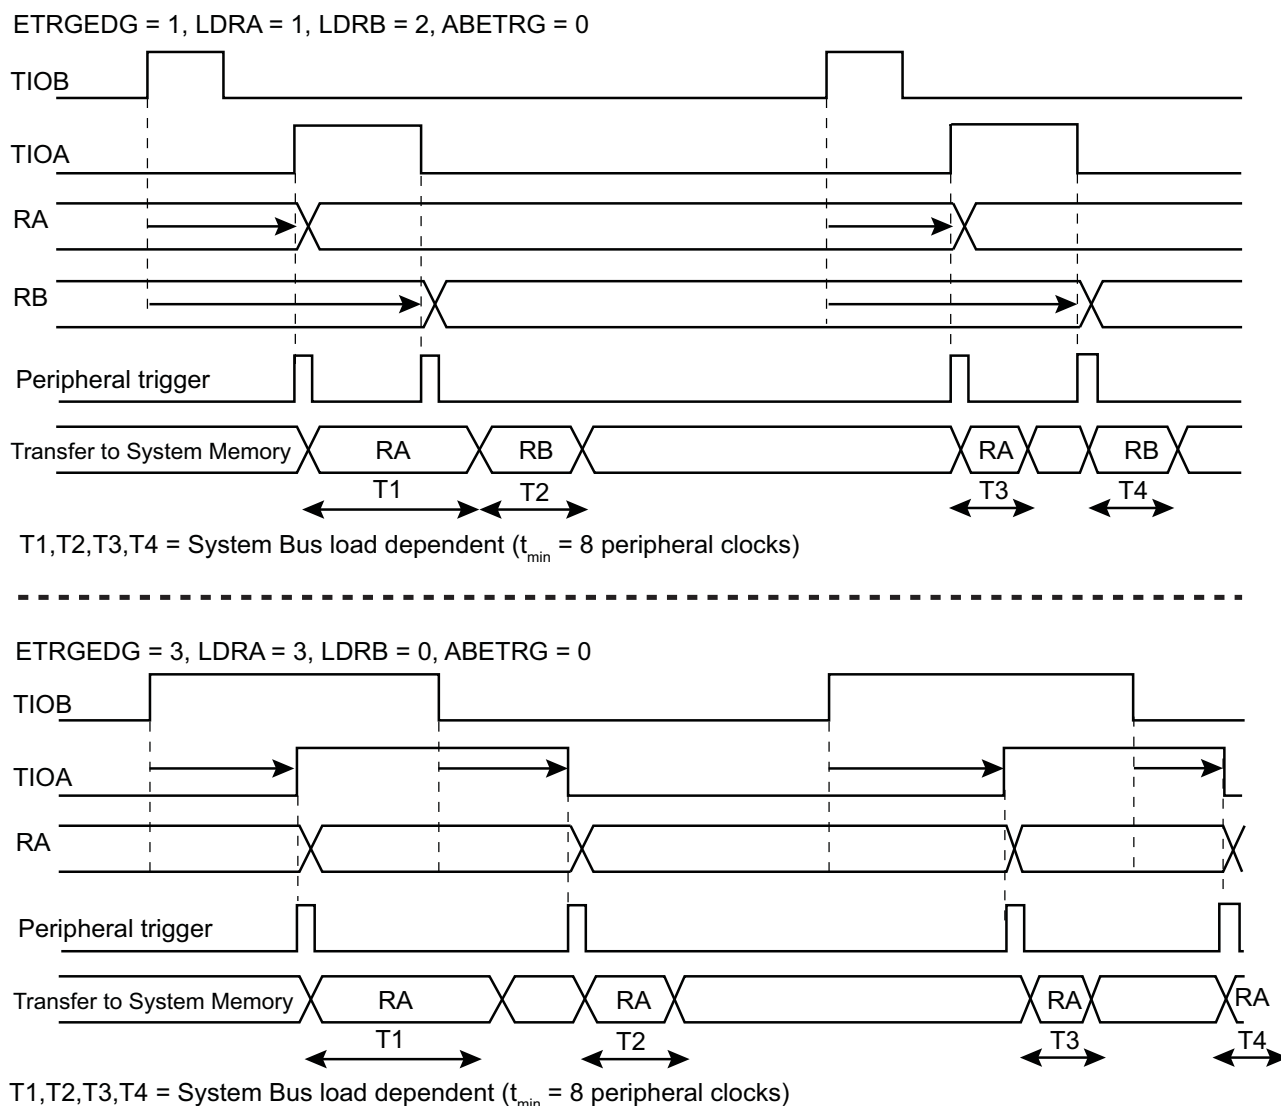 ETRGEDG = 1, LDRA = 1, LDRB = 2, ABETRG = 0
TIOB
TIOA
RA
RB
Peripheral trigger
Transfer to System Memory RA RB RA RB
T1 T2 T3 T4
T1,T2,T3,T4 = System Bus load dependent (tmin = 8 peripheral clocks)
ETRGEDG = 3, LDRA = 3, LDRB = 0, ABETRG = 0
TIOB
TIOA
RA
Peripheral trigger
Transfer to System Memory RA RA RA RA
T1 T2 T3 T4
T1,T2,T3,T4 = System Bus load dependent (tmin = 8 peripheral clocks)